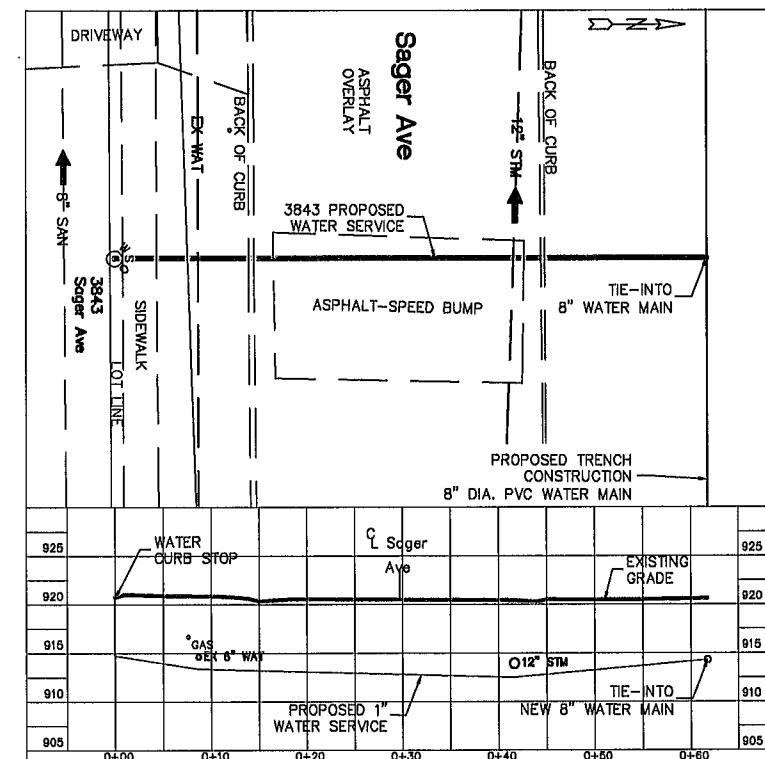 DRIVEWAY
Sager Ave
ASPHALT
OVERLAY
N
BACK OF CURB
BACK OF CURB
EX WAT
12" STM
8" SAN
3843 PROPOSED
WATER SERVICE
WSO
3843
Sager Ave
SIDEWALK
LOT LINE
ASPHALT-SPEED BUMP
TIE-INTO
8" WATER MAIN
PROPOSED TRENCH
CONSTRUCTION
8" DIA. PVC WATER MAIN
925
920
915
910
905
WATER
CURB STOP
CL Sager
Ave
EXISTING
GRADE
GAS
EX 6" WAT
12" STM
PROPOSED 1"
WATER SERVICE
TIE-INTO
NEW 8" WATER MAIN
925
920
915
910
905
0+00 0+10 0+20 0+30 0+40 0+50 0+60